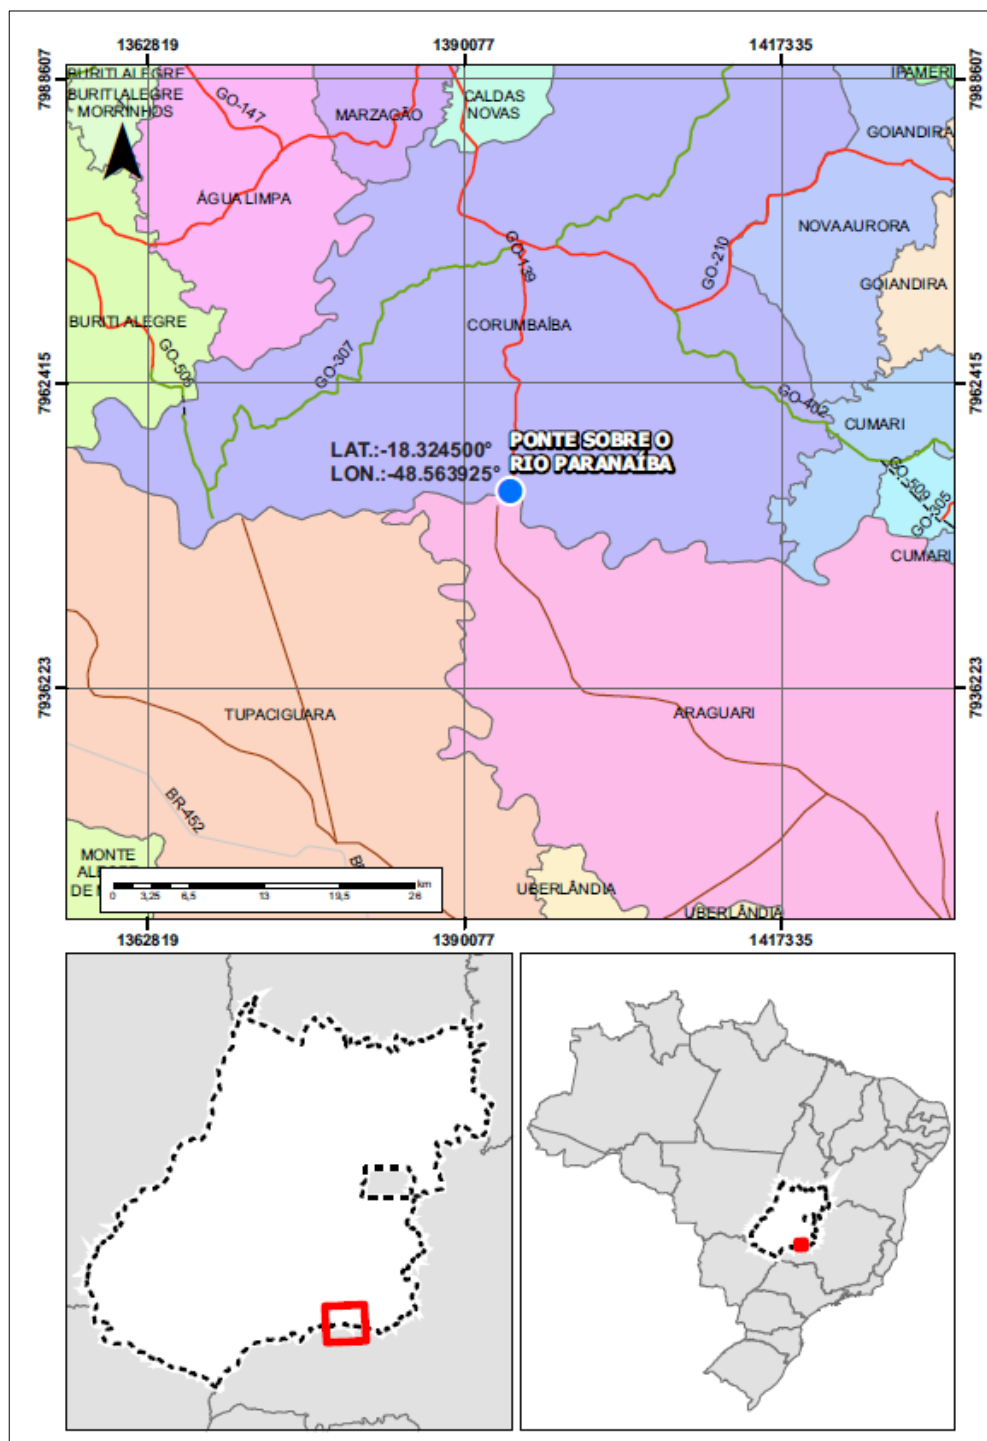 1362819 1390077 1417335
7988607 7988607
BURITI ALEGRE
BURITI ALEGRE
MORRINHOS
GO-147
MARZAGÃO
CALDAS
NOVAS
IPAMERI
GOIANDIRA
ÁGUA LIMPA
NOVA AURORA
GO-139
GO-210
GOIANDIRA
BURITI ALEGRE
CORUMBAÍBA
GO-506
GO-307
7962415 7962415
GO-402
CUMARI
LAT.:-18.324500°
LON.:-48.563925°
PONTE SOBRE O
RIO PARANAÍBA
GO-509
GO-305
CUMARI
7936223 7936223
TUPACIGUARA
ARAGUARI
BR-452
MONTE
DE
UBERLÂNDIA
UBERLÂNDIA
km
0 3,25 6,5 13 19,5 26
1362819 1390077 1417335